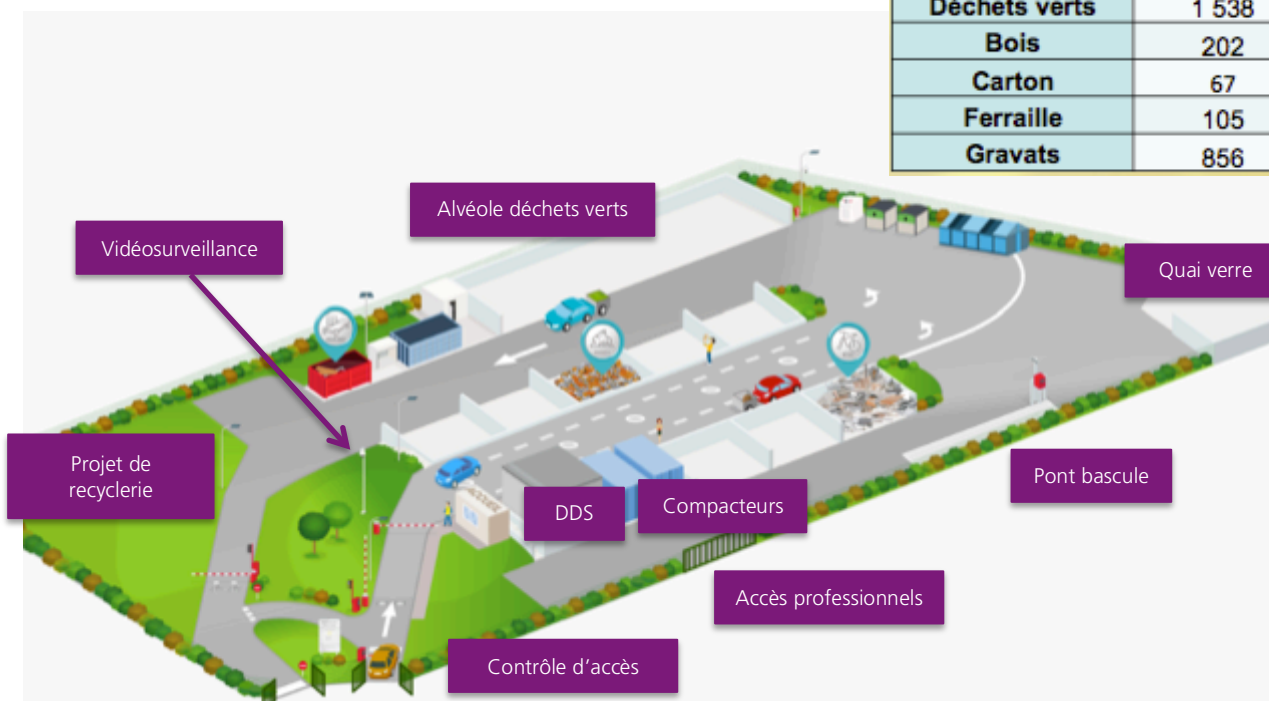 Déchets verts 1 538
Bois 202
Carton 67
Ferraille 105
Gravats 856
Alvéole déchets verts
Vidéosurveillance
Quai verre
Projet de
recyclerie
Pont bascule
DDS
Compacteurs
Accès professionnels
Contrôle d’accès
ACCUEIL